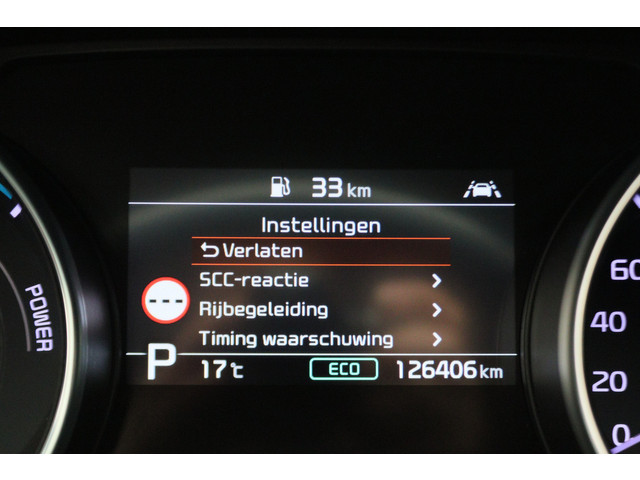 33 km
Instellingen
Verlaten
SCC-reactie
Rijbegeleiding
Timing waarschuwing
---
P 17°C ECO 126406 km
POWER
60
40
20
0